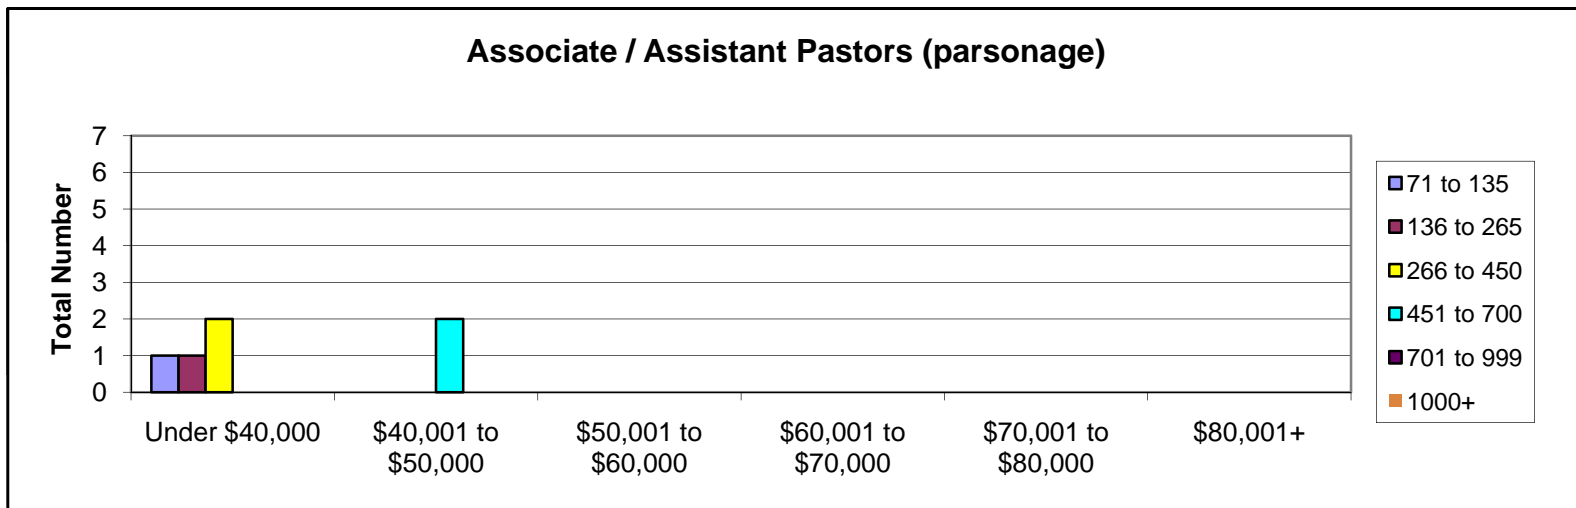 Associate / Assistant Pastors (parsonage)
Total Number
7
6
5
4
3
2
1
0
Under $40,000
$40,001 to
$50,000
$50,001 to
$60,000
$60,001 to
$70,000
$70,001 to
$80,000
$80,001+
71 to 135
136 to 265
266 to 450
451 to 700
701 to 999
1000+